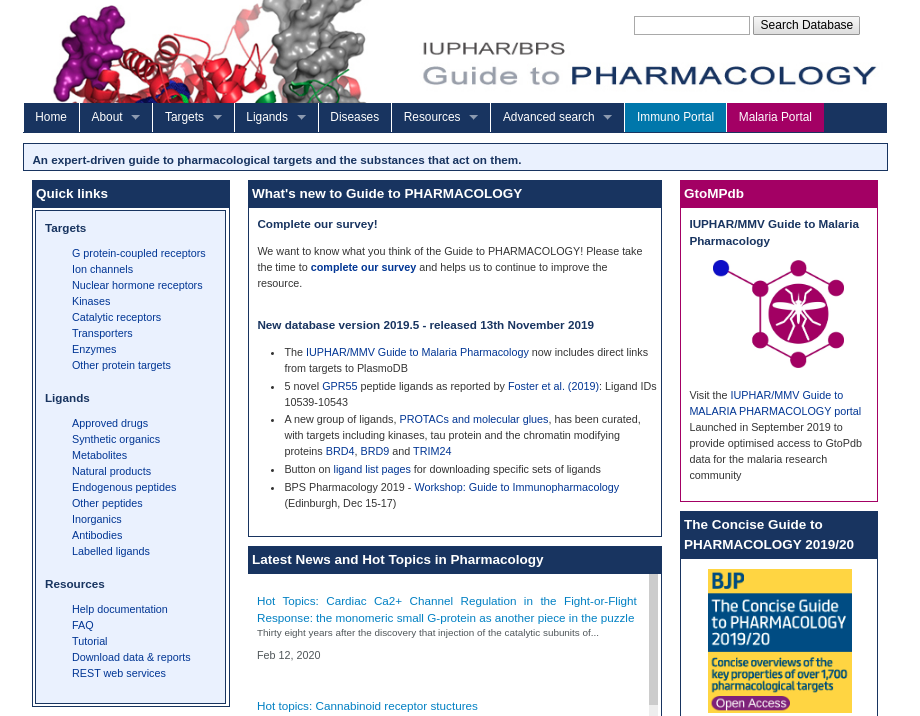 Search Database
IUPHAR/BPS
Guide to PHARMACOLOGY
Home
About
Targets
Ligands
Diseases
Resources
Advanced search
Immuno Portal
Malaria Portal
An expert-driven guide to pharmacological targets and the substances that act on them.
Quick links
Targets
G protein-coupled receptors
Ion channels
Nuclear hormone receptors
Kinases
Catalytic receptors
Transporters
Enzymes
Other protein targets
Ligands
Approved drugs
Synthetic organics
Metabolites
Natural products
Endogenous peptides
Other peptides
Inorganics
Antibodies
Labelled ligands
Resources
Help documentation
FAQ
Tutorial
Download data & reports
REST web services
What's new to Guide to PHARMACOLOGY
Complete our survey!
We want to know what you think of the Guide to PHARMACOLOGY! Please take
the time to complete our survey and helps us to continue to improve the
resource.
New database version 2019.5 - released 13th November 2019
The IUPHAR/MMV Guide to Malaria Pharmacology now includes direct links
from targets to PlasmoDB
5 novel GPR55 peptide ligands as reported by Foster et al. (2019): Ligand IDs
10539-10543
A new group of ligands, PROTACs and molecular glues, has been curated,
with targets including kinases, tau protein and the chromatin modifying
proteins BRD4, BRD9 and TRIM24
Button on ligand list pages for downloading specific sets of ligands
BPS Pharmacology 2019 - Workshop: Guide to Immunopharmacology
(Edinburgh, Dec 15-17)
Latest News and Hot Topics in Pharmacology
Hot Topics: Cardiac Ca2+ Channel Regulation in the Fight-or-Flight
Response: the monomeric small G-protein as another piece in the puzzle
Thirty eight years after the discovery that injection of the catalytic subunits of...
Feb 12, 2020
Hot topics: Cannabinoid receptor stuctures
GtoMPdb
IUPHAR/MMV Guide to Malaria
Pharmacology
Visit the IUPHAR/MMV Guide to
MALARIA PHARMACOLOGY portal
Launched in September 2019 to
provide optimised access to GtoPdb
data for the malaria research
community
The Concise Guide to
PHARMACOLOGY 2019/20
BJP
The Concise Guide
to PHARMACOLOGY
2019/20
Concise overviews of the
key properties of over 1,700
pharmacological targets
Open Access